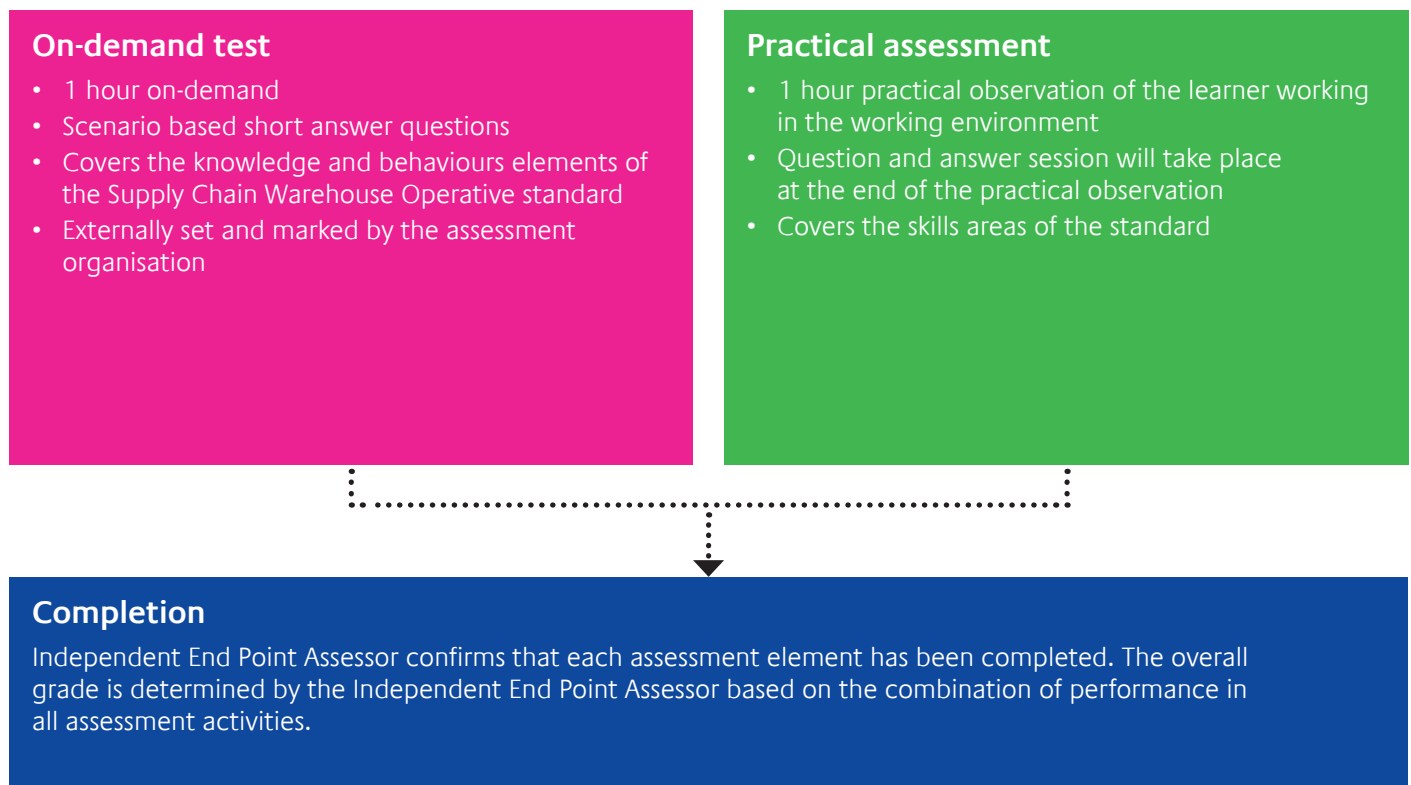 On-demand test
• 1 hour on-demand
• Scenario based short answer questions
• Covers the knowledge and behaviours elements of
the Supply Chain Warehouse Operative standard
• Externally set and marked by the assessment
organisation
Practical assessment
• 1 hour practical observation of the learner working
in the working environment
• Question and answer session will take place
at the end of the practical observation
• Covers the skills areas of the standard
Completion
Independent End Point Assessor confirms that each assessment element has been completed. The overall
grade is determined by the Independent End Point Assessor based on the combination of performance in
all assessment activities.